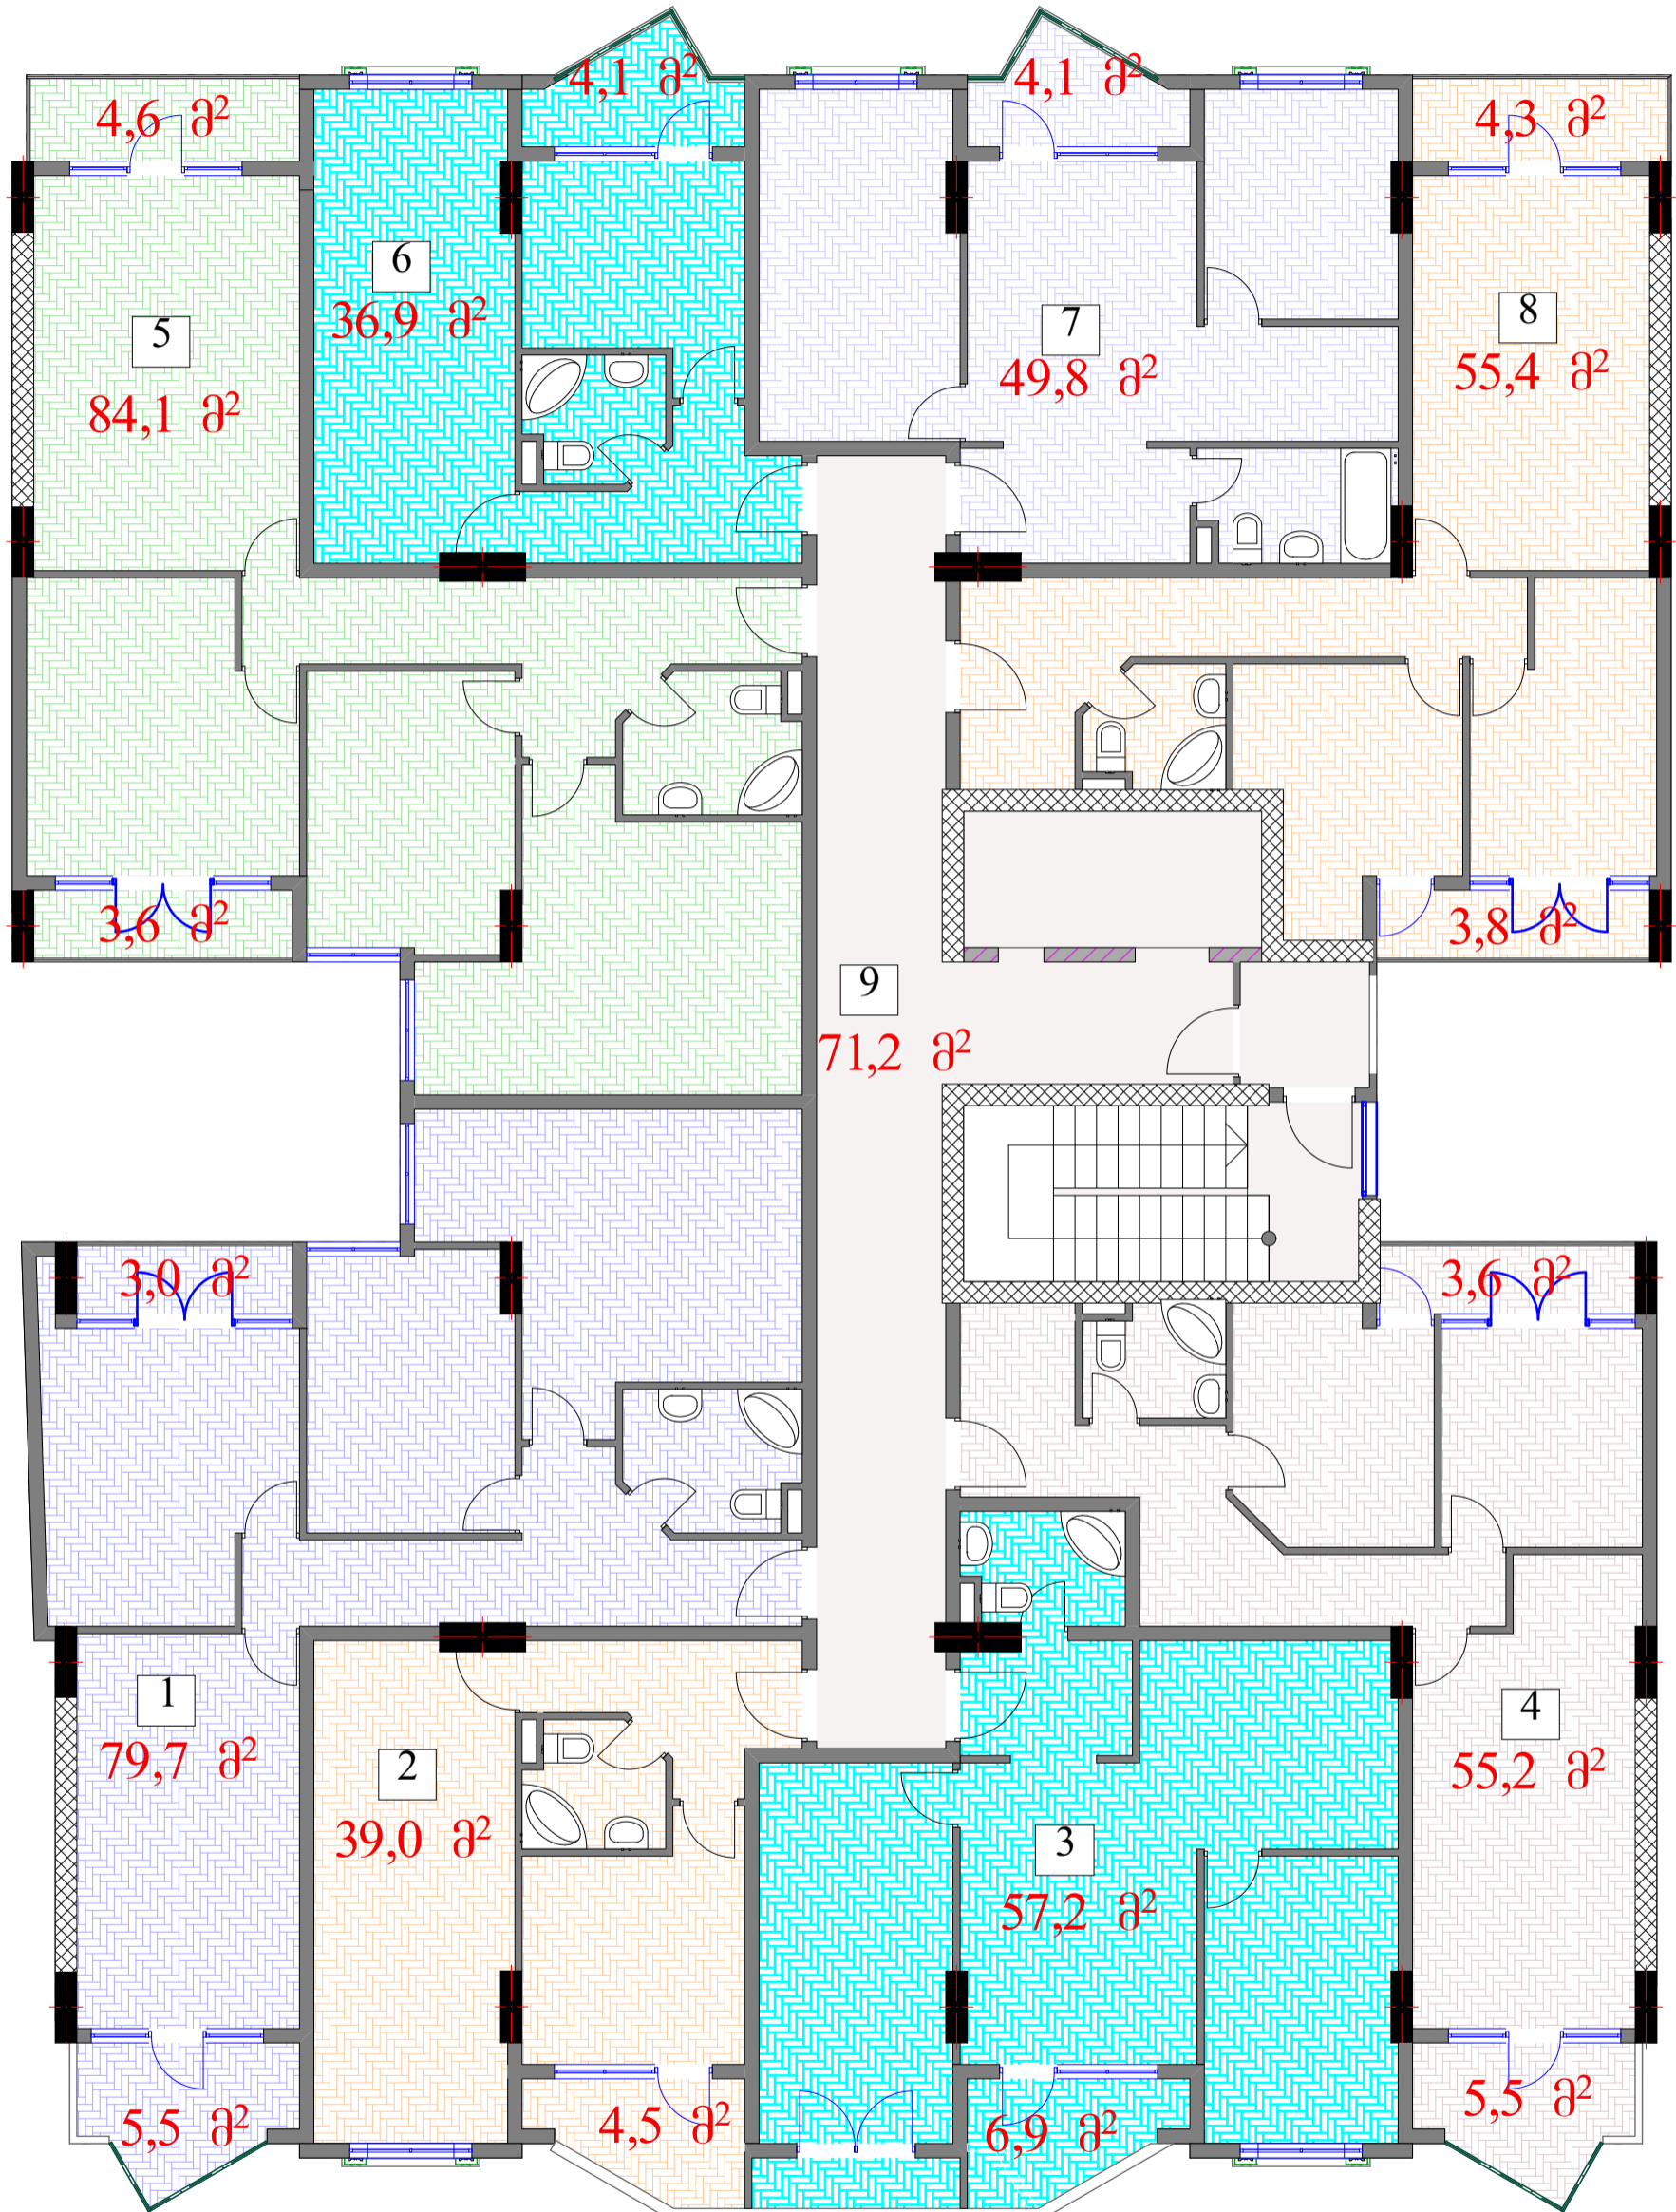 4,1 მ²
4,1 მ²
4,6 მ²
4,3 მ²
6
36,9 მ²
5
84,1 მ²
7
49,8 მ²
8
55,4 მ²
3,6 მ²
3,8 მ²
9
71,2 მ²
3,0 მ²
3,6 მ²
1
79,7 მ²
2
39,0 მ²
3
57,2 მ²
4
55,2 მ²
5,5 მ²
4,5 მ²
6,9 მ²
5,5 მ²